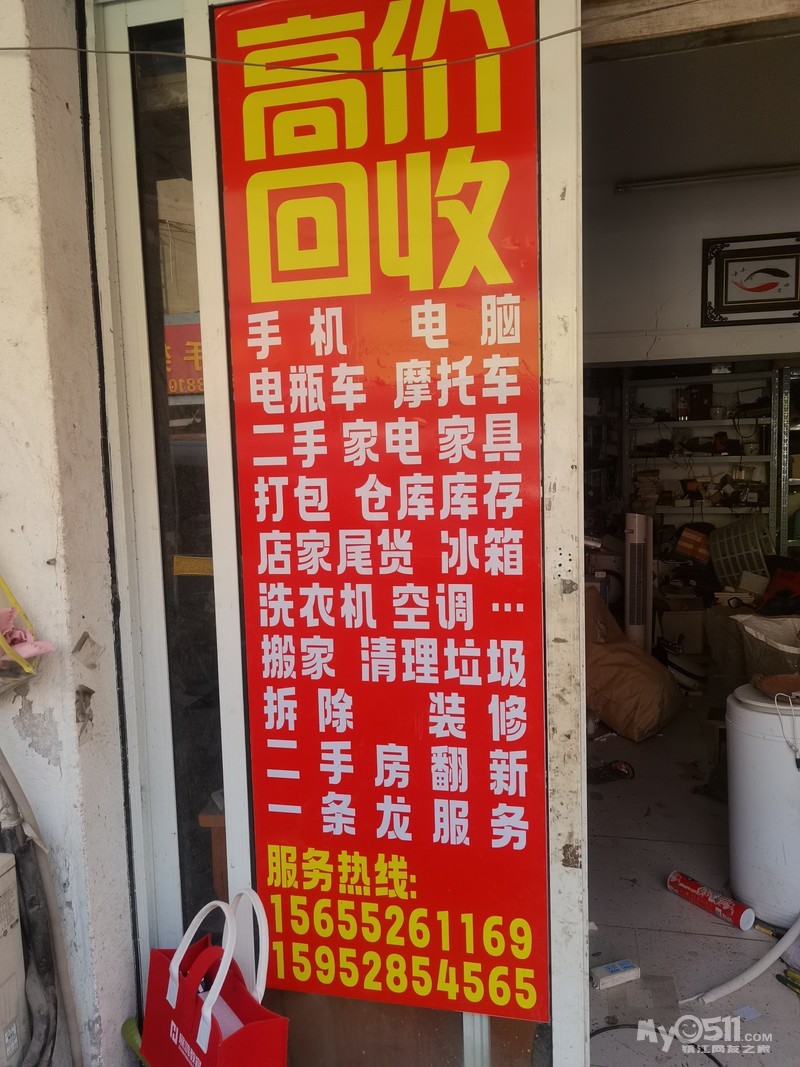 高价
回收
手机 电脑
电瓶车 摩托车
二手家电家具
打包 仓库库存
店家尾货 冰箱
洗衣机 空调…
搬家 清理垃圾
拆除 装修
二手房翻新
一条龙服务
服务热线:
15655261169
15952854565
My0511.COM
镇江网友之家